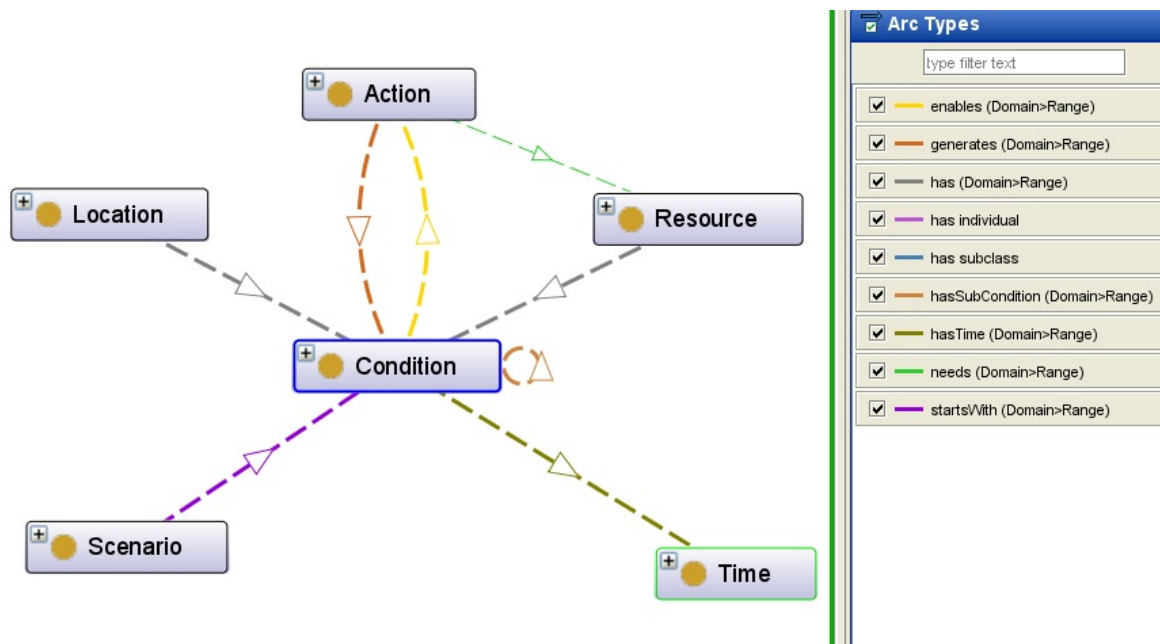 Action
Location
Resource
Condition
Scenario
Time
Arc Types
type filter text
enables (Domain>Range)
generates (Domain>Range)
has (Domain>Range)
has individual
has subclass
hasSubCondition (Domain>Range)
hasTime (Domain>Range)
needs (Domain>Range)
startsWith (Domain>Range)